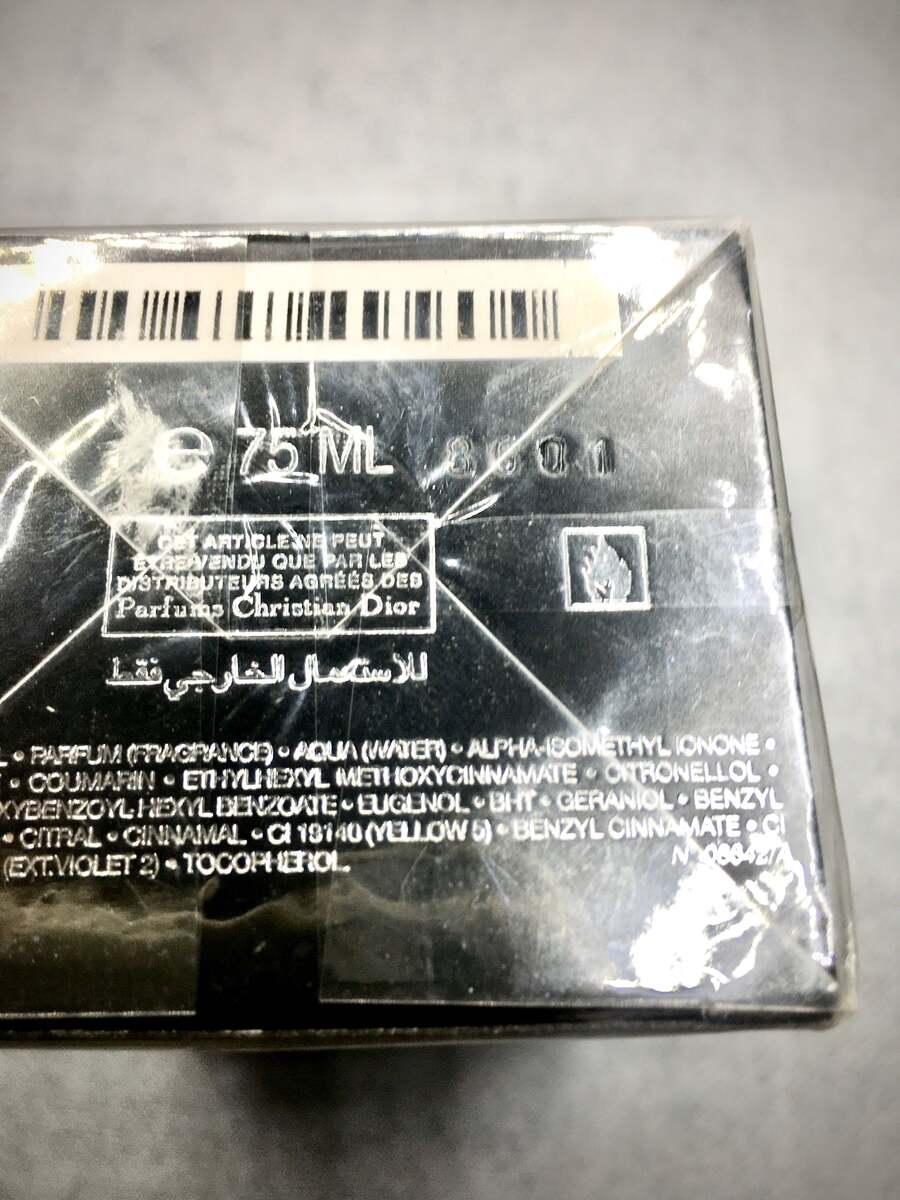 e 75 ML
CET ARTICLE NE PEUT
ETRE VENDU QUE PAR LES
DISTRIBUTEURS AGRÉÉS DES
Parfums Christian Dior
للاستعمال الخارجي فقط
• PARFUM (FRAGRANCE) • AQUA (WATER) • ALPHA-ISOMETHYL IONONE •
• COUMARIN • ETHYLHEXYL METHOXYCINNAMATE • CITRONELLOL •
HEXYL BENZOATE • EUGENOL • BHT • GERANIOL • BENZYL
• CITRAL • CINNAMAL • CI 19140 (YELLOW 5) • BENZYL CINNAMATE • CI
(EXT.VIOLET 2) • TOCOPHEROL.